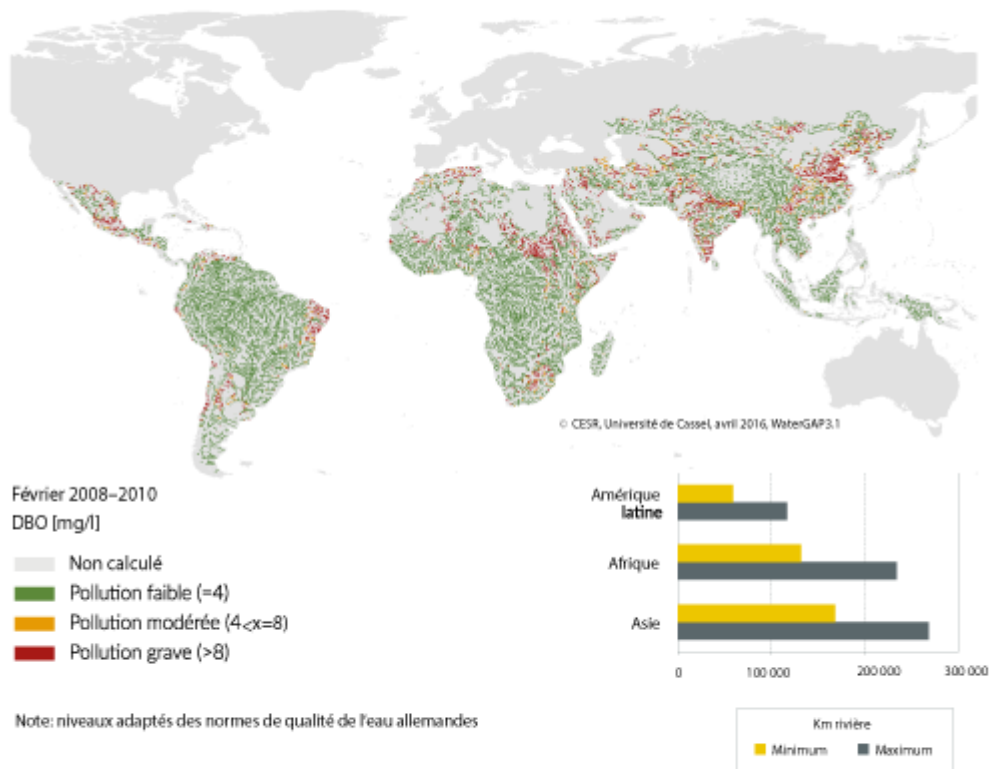 © CESR, Université de Cassel, avril 2016, WaterGAP3.1
Février 2008–2010
DBO [mg/l]
Non calculé
Pollution faible (=4)
Pollution modérée (4<x=8)
Pollution grave (>8)
Note: niveaux adaptés des normes de qualité de l'eau allemandes
Amérique
latine
Afrique
Asie
0 100 000 200 000 300 000
Km rivière
Minimum Maximum